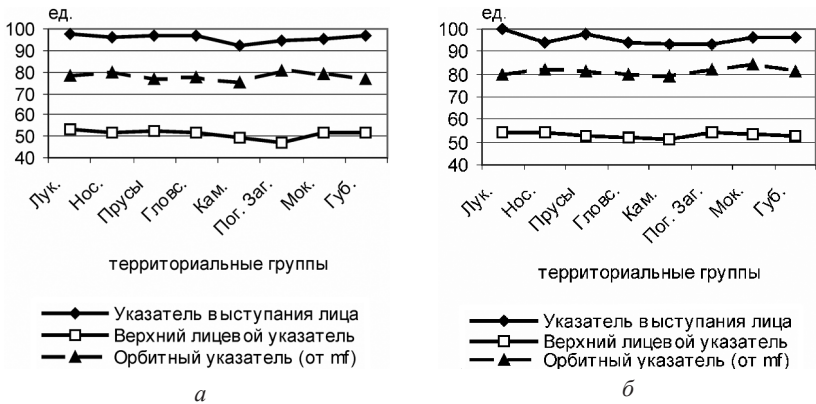 ед.
100
90
80
70
60
50
40
Лук.
Нос.
Прусы
Гловс.
Кам.
Пог. Заг.
Мок.
Губ.
территориальные группы
Указатель выступания лица
Верхний лицевой указатель
Орбитный указатель (от mf)
а
ед.
100
90
80
70
60
50
40
Лук.
Нос.
Прусы
Гловс.
Кам.
Пог. Заг.
Мок.
Губ.
территориальные группы
Указатель выступания лица
Верхний лицевой указатель
Орбитный указатель (от mf)
б